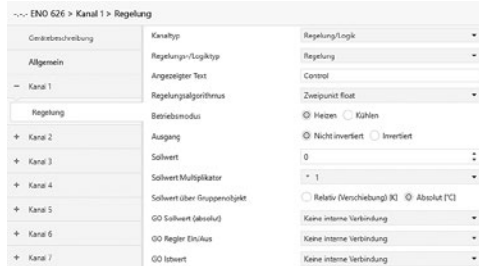 -.-.- ENO 626 > Kanal 1 > Regelung
Gerätebeschreibung
Allgemein
− Kanal 1
Regelung
+ Kanal 2
+ Kanal 3
+ Kanal 4
+ Kanal 5
+ Kanal 6
+ Kanal 7
Kanaltyp Regelung/Logik
Regelungs-/Logiktyp Regelung
Angezeigter Text Control
Regelungsalgorithmus Zweipunkt float
Betriebsmodus Heizen Kühlen
Ausgang Nicht invertiert Invertiert
Sollwert 0
Sollwert Multiplikator * 1
Sollwert über Gruppenobjekt Relativ (Verschiebung) [K] Absolut [°C]
GO Sollwert (absolut) Keine interne Verbindung
GO Regler Ein/Aus Keine interne Verbindung
GO Istwert Keine interne Verbindung